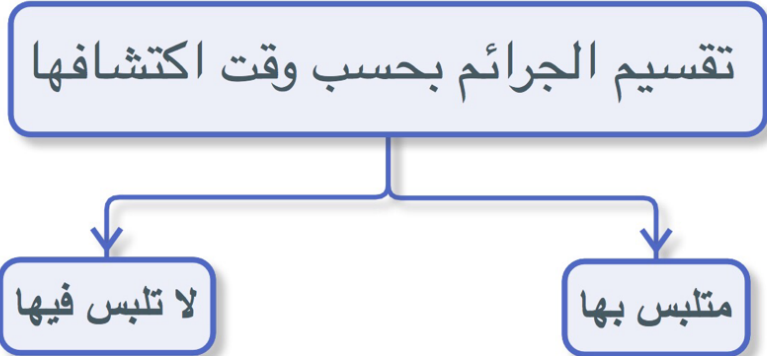 تقسيم الجرائم بحسب وقت اكتشافها
متلبس بها
لا تلبس فيها